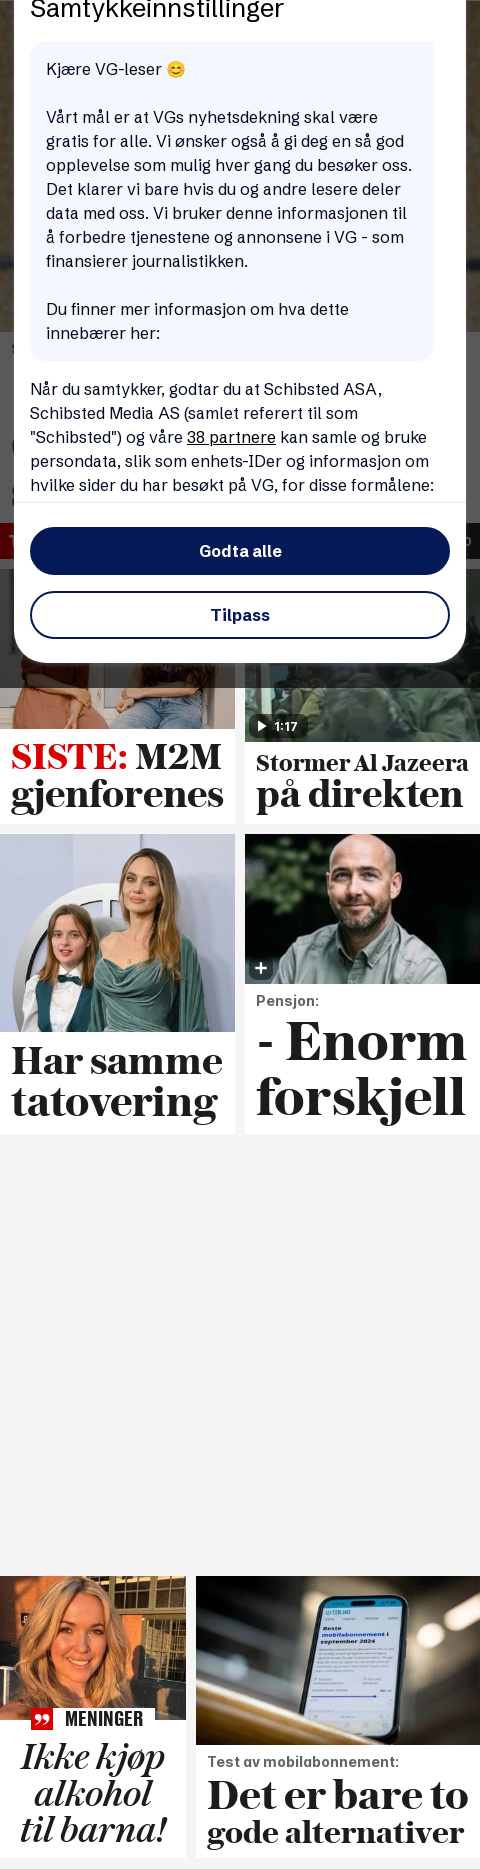 Samtykkeinnstillinger
Kjære VG-leser 😊
Vårt mål er at VGs nyhetsdekning skal være
gratis for alle. Vi ønsker også å gi deg en så god
opplevelse som mulig hver gang du besøker oss.
Det klarer vi bare hvis du og andre lesere deler
data med oss. Vi bruker denne informasjonen til
å forbedre tjenestene og annonsene i VG - som
finansierer journalistikken.
Du finner mer informasjon om hva dette
innebærer her:
Når du samtykker, godtar du at Schibsted ASA,
Schibsted Media AS (samlet referert til som
"Schibsted") og våre 38 partnere kan samle og bruke
persondata, slik som enhets-IDer og informasjon om
hvilke sider du har besøkt på VG, for disse formålene:
Godta alle
Tilpass
SISTE: M2M
gjenforenes
1:17
Stormer Al Jazeera
på direkten
Har samme
tatovering
Pensjon:
- Enorm
forskjell
MENINGER
Ikke kjøp
alkohol
til barna!
TEK.NO
Beste
mobilabonnement i
september 2024
Test av mobilabonnement:
Det er bare to
gode alternativer